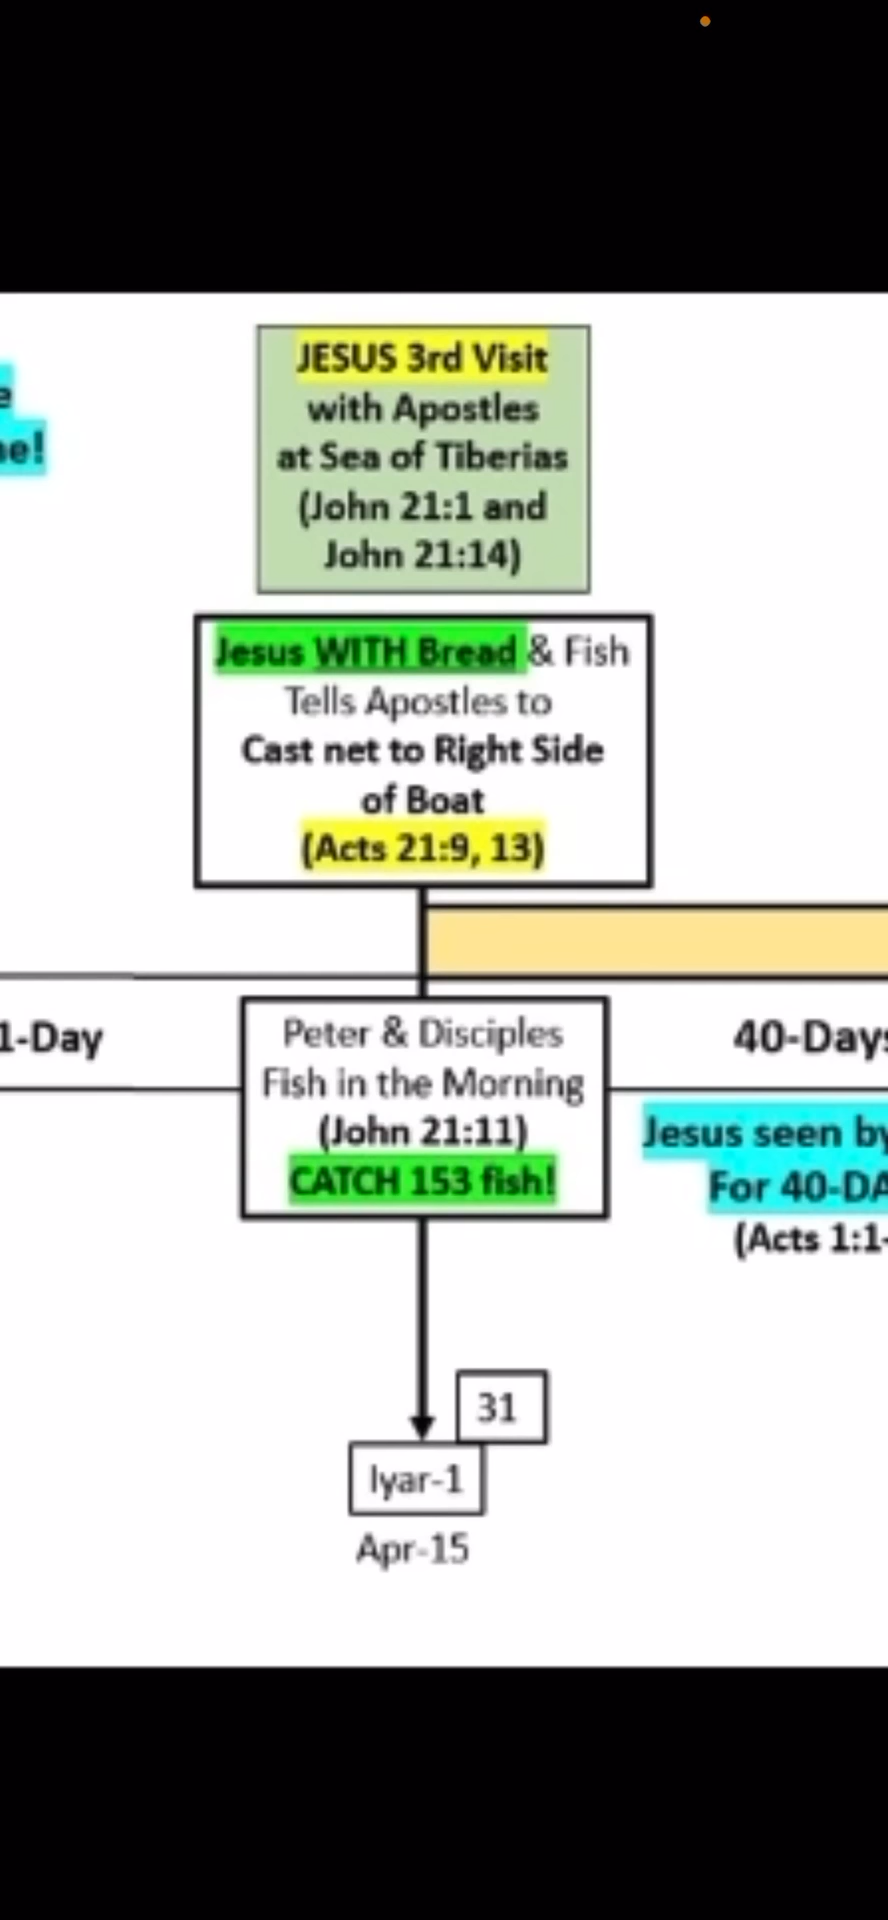 e
ne!
JESUS 3rd Visit
with Apostles
at Sea of Tiberias
(John 21:1 and
John 21:14)
Jesus WITH Bread & Fish
Tells Apostles to
Cast net to Right Side
of Boat
(Acts 21:9, 13)
1-Day
Peter & Disciples
Fish in the Morning
(John 21:11)
CATCH 153 fish!
40-Days
Jesus seen by
For 40-DA
(Acts 1:1-
31
Iyar-1
Apr-15